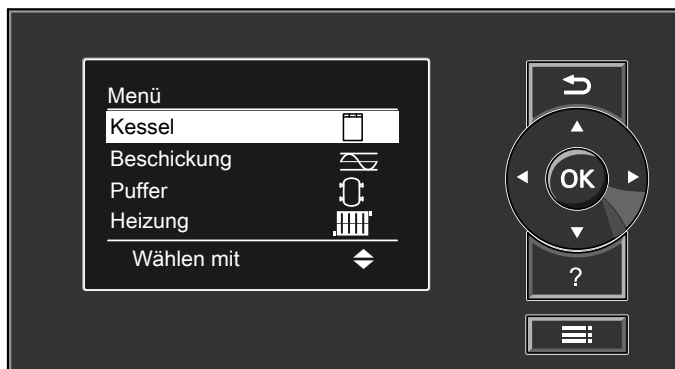 Menü
Kessel
Beschickung
Puffer
Heizung
Wählen mit
OK
?